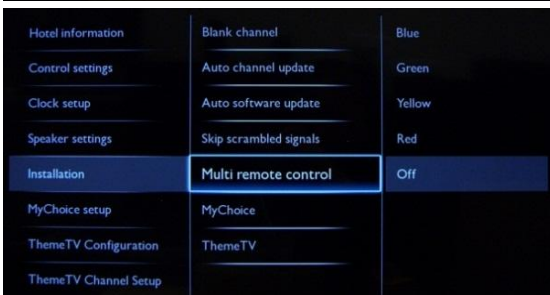 Hotel information
Control settings
Clock setup
Speaker settings
Installation
MyChoice setup
ThemeTV Configuration
ThemeTV Channel Setup
Blank channel
Auto channel update
Auto software update
Skip scrambled signals
Multi remote control
MyChoice
ThemeTV
Blue
Green
Yellow
Red
Off